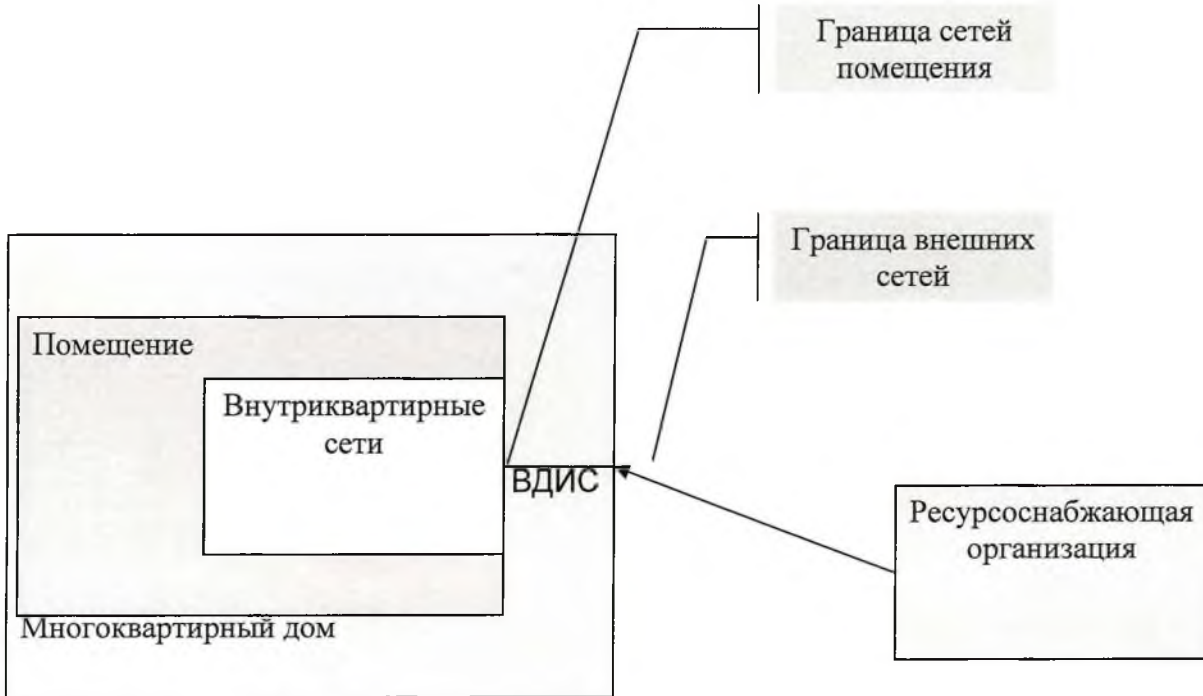 Граница сетей
помещения
Граница внешних
сетей
Помещение
Внутриквартирные
сети
ВДИС
Ресурсоснабжающая
организация
Многоквартирный дом